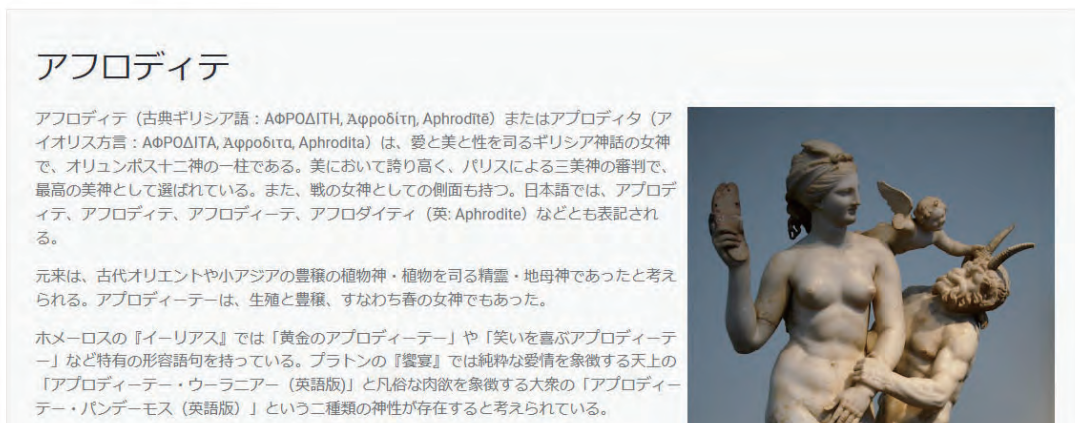 アフロディテ
アフロディテ（古典ギリシア語：ΑΦΡΟΔΙΤΗ, Ἀφροδίτη, Aphrodītē）またはアプロディタ（ア
イオリス方言：ΑΦΡΟΔΙΤΑ, Ἀφροδιτα, Aphrodita）は、愛と美と性を司るギリシア神話の女神
で、オリュンポス十二神の一柱である。美において誇り高く、パリスによる三美神の審判で、
最高の美神として選ばれている。また、戦の女神としての側面も持つ。日本語では、アプロデ
ィテ、アフロディテ、アフロディーテ、アフロダイティ（英: Aphrodite）などとも表記され
る。
元来は、古代オリエントや小アジアの豊穣の植物神・植物を司る精霊・地母神であったと考え
られる。アプロディーテーは、生殖と豊穣、すなわち春の女神でもあった。
ホメーロスの『イーリアス』では「黄金のアプロディーテー」や「笑いを喜ぶアプロディーテ
ー」など特有の形容語句を持っている。プラトンの『饗宴』では純粋な愛情を象徴する天上の
「アプロディーテー・ウーラニアー（英語版)」と凡俗な肉欲を象徴する大衆の「アプロディー
テー・パンデーモス（英語版）」という二種類の神性が存在すると考えられている。